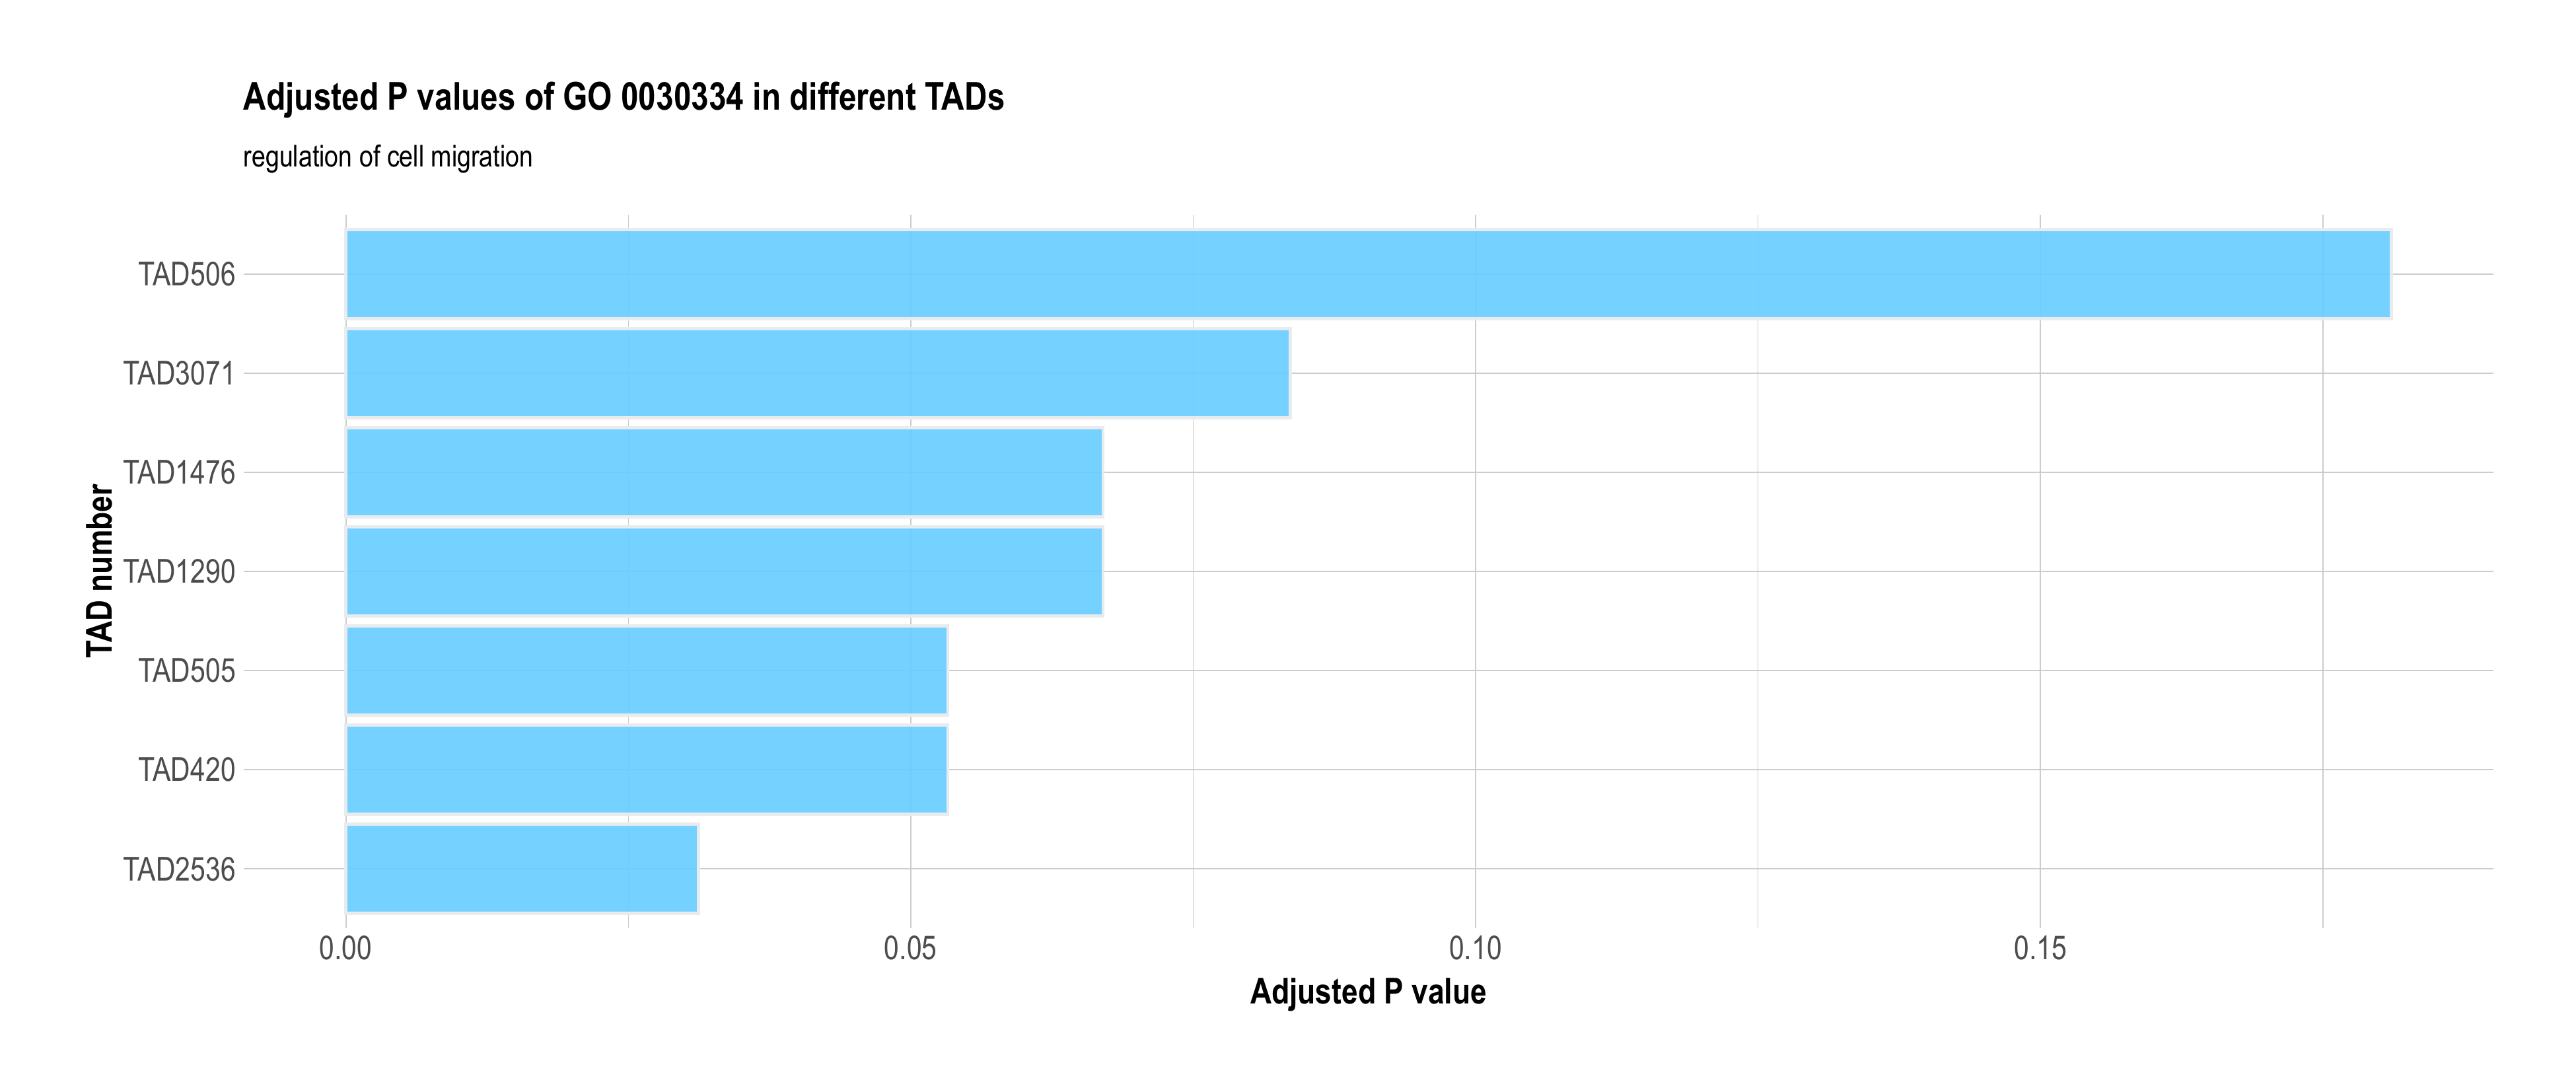 Adjusted P values of GO 0030334 in different TADs
regulation of cell migration
TAD number
TAD506
TAD3071
TAD1476
TAD1290
TAD505
TAD420
TAD2536
0.00 0.05 0.10 0.15
Adjusted P value